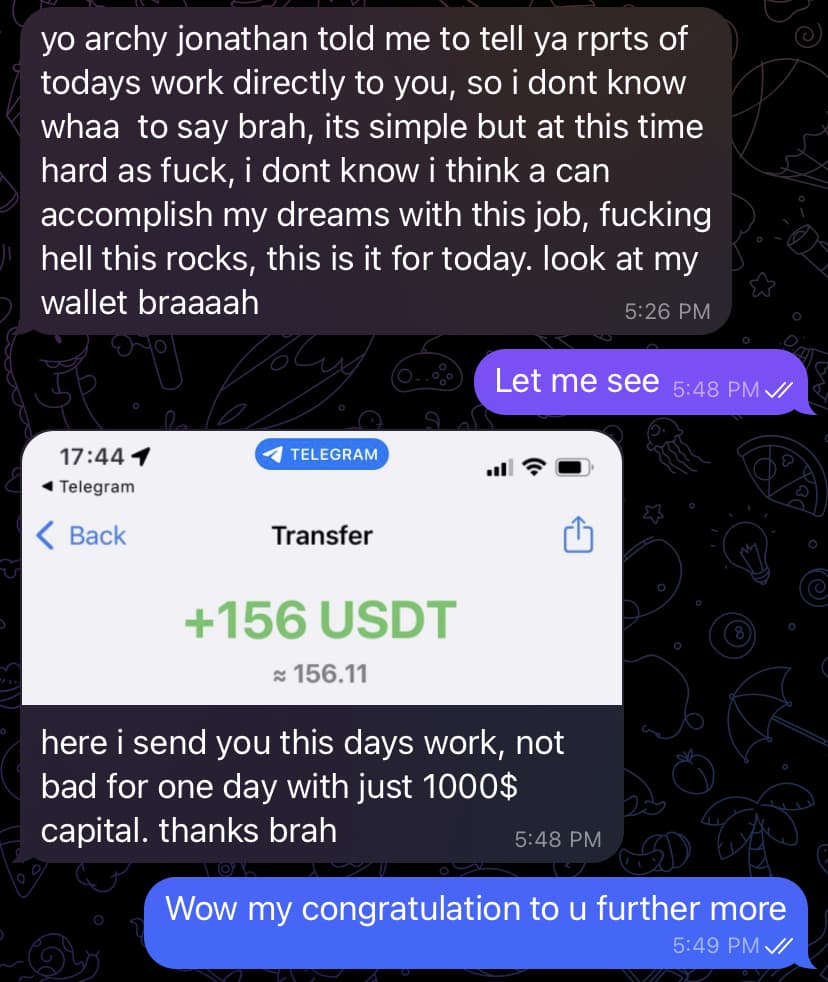 yo archy jonathan told me to tell ya rprts of
todays work directly to you, so i dont know
whaa  to say brah, its simple but at this time
hard as fuck, i dont know i think a can
accomplish my dreams with this job, fucking
hell this rocks, this is it for today. look at my
wallet braaaah
5:26 PM
Let me see 5:48 PM
17:44
TELEGRAM
Telegram
Back
Transfer
+156 USDT
≈ 156.11
here i send you this days work, not
bad for one day with just 1000$
capital. thanks brah
5:48 PM
Wow my congratulation to u further more
5:49 PM